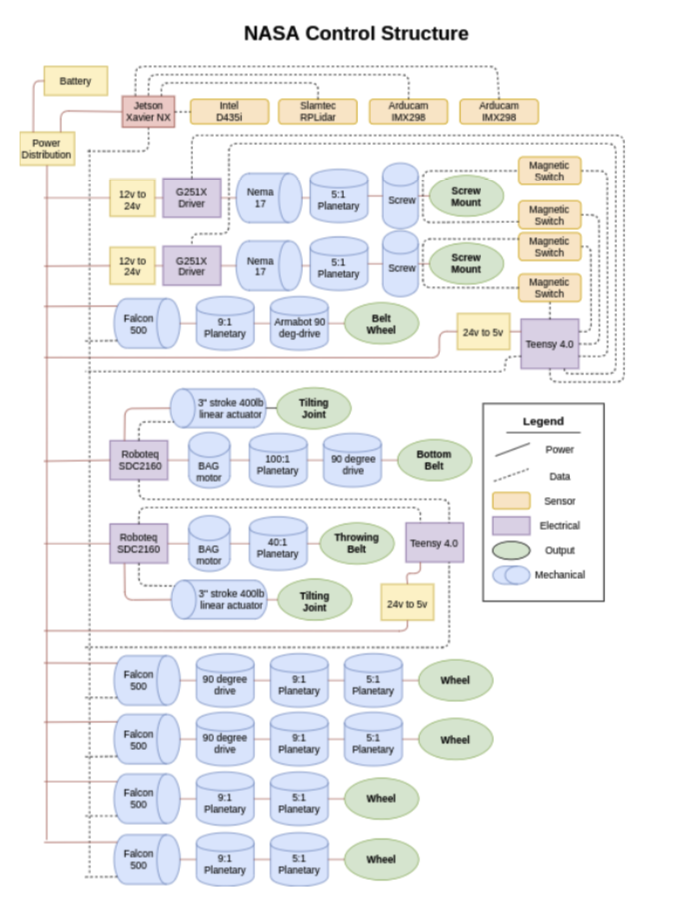 NASA Control Structure
Battery
Jetson
Xavier NX
Intel
D435i
Slamtec
RPLidar
Arducam
IMX298
Arducam
IMX298
Power
Distribution
Magnetic
Switch
12v to
24v
G251X
Driver
Nema
17
5:1
Planetary
Screw
Screw
Mount
Magnetic
Switch
Magnetic
Switch
12v to
24v
G251X
Driver
Nema
17
5:1
Planetary
Screw
Screw
Mount
Magnetic
Switch
Falcon
500
9:1
Planetary
Armabot 90
deg-drive
Belt
Wheel
24v to 5v
Teensy 4.0
3" stroke 400lb
linear actuator
Tilting
Joint
Roboteq
SDC2160
BAG
motor
100:1
Planetary
90 degree
drive
Bottom
Belt
Legend
Power
Data
Sensor
Electrical
Output
Mechanical
Roboteq
SDC2160
BAG
motor
40:1
Planetary
Throwing
Belt
Teensy 4.0
3" stroke 400lb
linear actuator
Tilting
Joint
24v to 5v
Falcon
500
90 degree
drive
9:1
Planetary
5:1
Planetary
Wheel
Falcon
500
90 degree
drive
9:1
Planetary
5:1
Planetary
Wheel
Falcon
500
9:1
Planetary
5:1
Planetary
Wheel
Falcon
500
9:1
Planetary
5:1
Planetary
Wheel